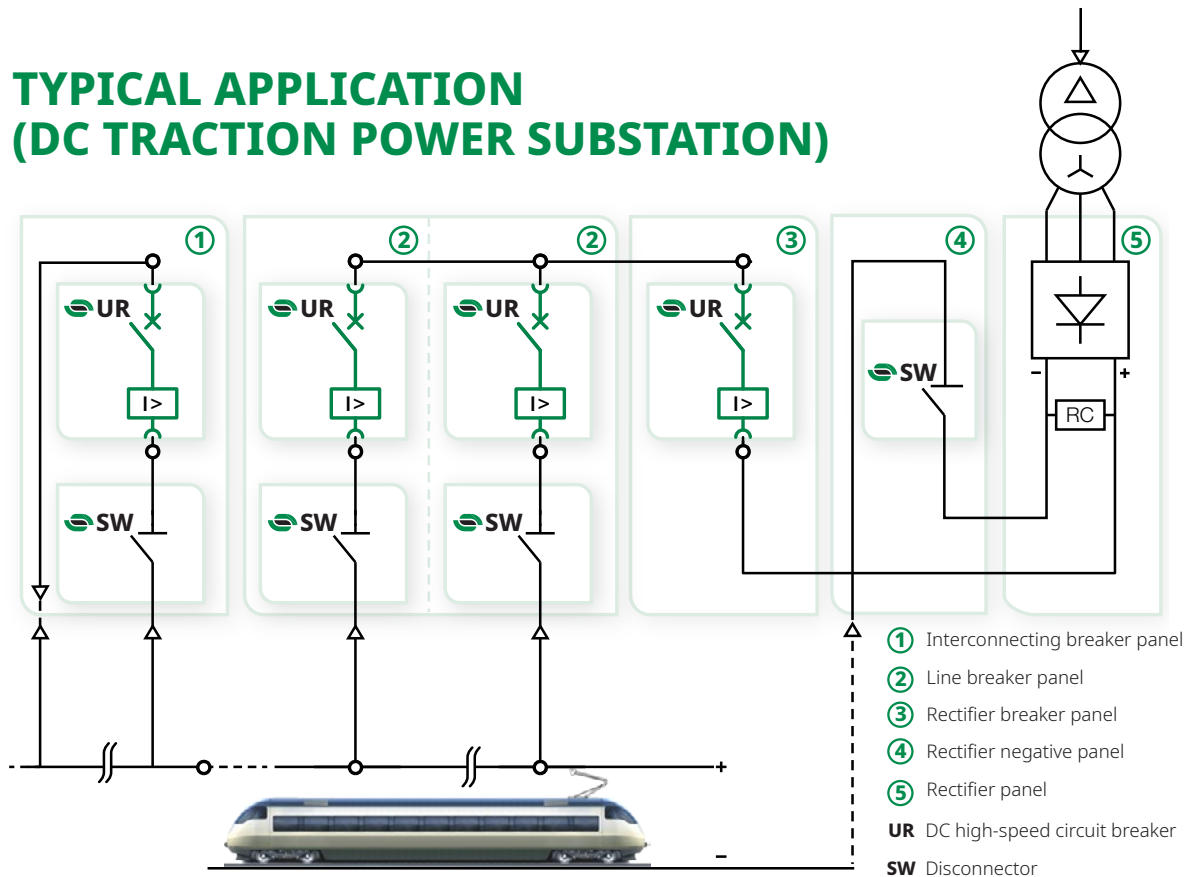 TYPICAL APPLICATION
(DC TRACTION POWER SUBSTATION)
1
2
2
3
4
5
UR
UR
UR
UR
SW
- +
I>
I>
I>
I>
RC
SW
SW
SW
1 Interconnecting breaker panel
2 Line breaker panel
3 Rectifier breaker panel
4 Rectifier negative panel
+
5 Rectifier panel
UR DC high-speed circuit breaker
-
SW Disconnector